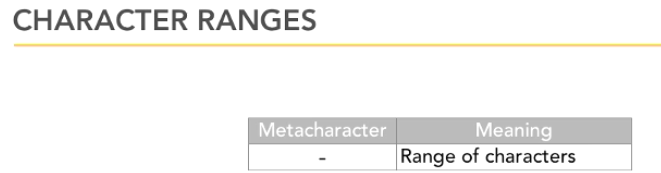 CHARACTER RANGES
Metacharacter Meaning
- Range of characters